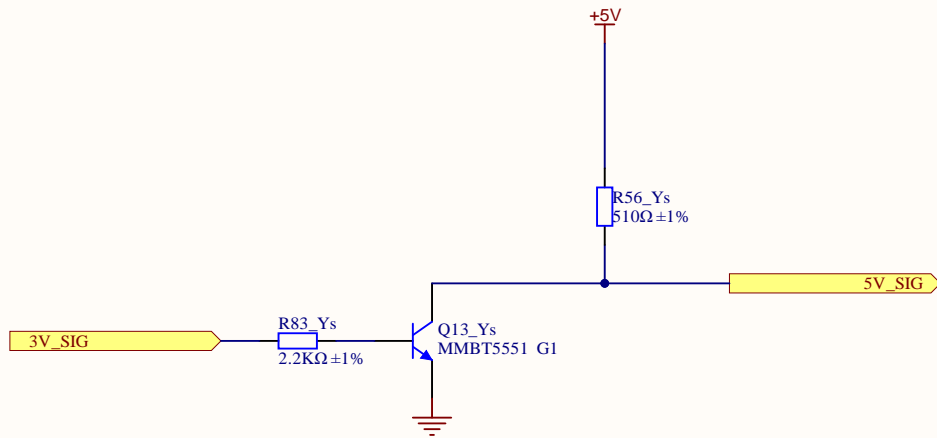 +5V
R56_Ys
510Ω ±1%
5V_SIG
R83_Ys
3V_SIG
2.2KΩ ±1%
Q13_Ys
MMBT5551 G1